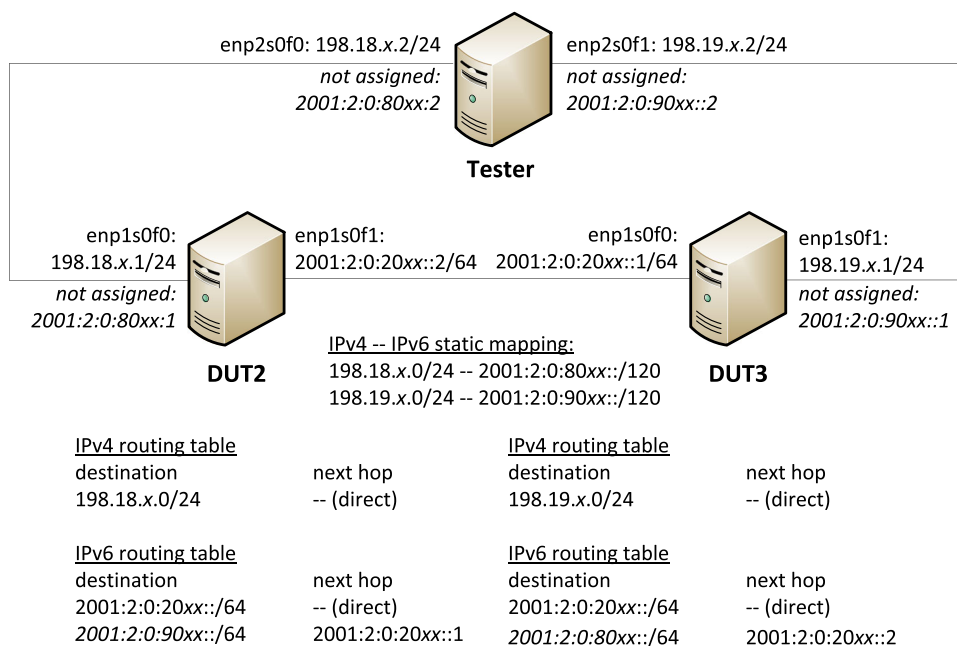 enp2s0f0: 198.18.x.2/24
enp2s0f1: 198.19.x.2/24
not assigned:
2001:2:0:80xx:2
not assigned:
2001:2:0:90xx::2
Tester
enp1s0f0:
198.18.x.1/24
not assigned:
2001:2:0:80xx:1
enp1s0f1:
2001:2:0:20xx::2/64
DUT2
enp1s0f0:
2001:2:0:20xx::1/64
enp1s0f1:
198.19.x.1/24
not assigned:
2001:2:0:90xx::1
DUT3
IPv4 -- IPv6 static mapping:
198.18.x.0/24 -- 2001:2:0:80xx::/120
198.19.x.0/24 -- 2001:2:0:90xx::/120
IPv4 routing table
destination next hop
198.18.x.0/24 -- (direct)
IPv6 routing table
destination next hop
2001:2:0:20xx::/64 -- (direct)
2001:2:0:90xx::/64 2001:2:0:20xx::1
IPv4 routing table
destination next hop
198.19.x.0/24 -- (direct)
IPv6 routing table
destination next hop
2001:2:0:20xx::/64 -- (direct)
2001:2:0:80xx::/64 2001:2:0:20xx::2